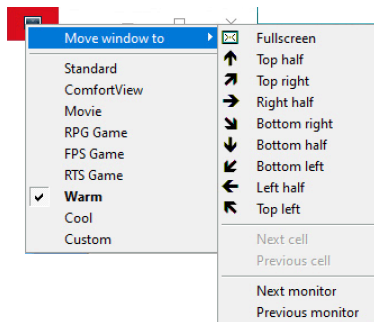 Move window to
Standard
ComfortView
Movie
RPG Game
FPS Game
RTS Game
Warm
Cool
Custom
Fullscreen
Top half
Top right
Right half
Bottom right
Bottom half
Bottom left
Left half
Top left
Next cell
Previous cell
Next monitor
Previous monitor